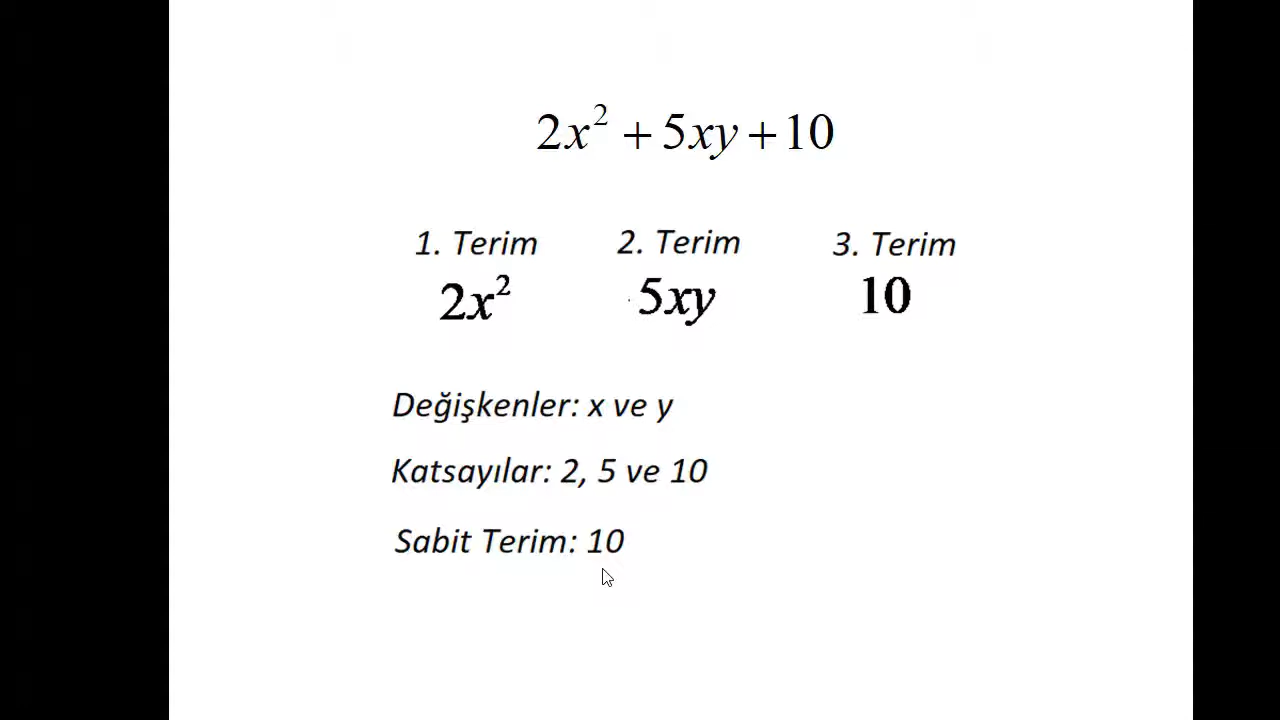 2x² + 5xy + 10
1. Terim 2. Terim 3. Terim
2x² 5xy 10
Değişkenler: x ve y
Katsayılar: 2, 5 ve 10
Sabit Terim: 10